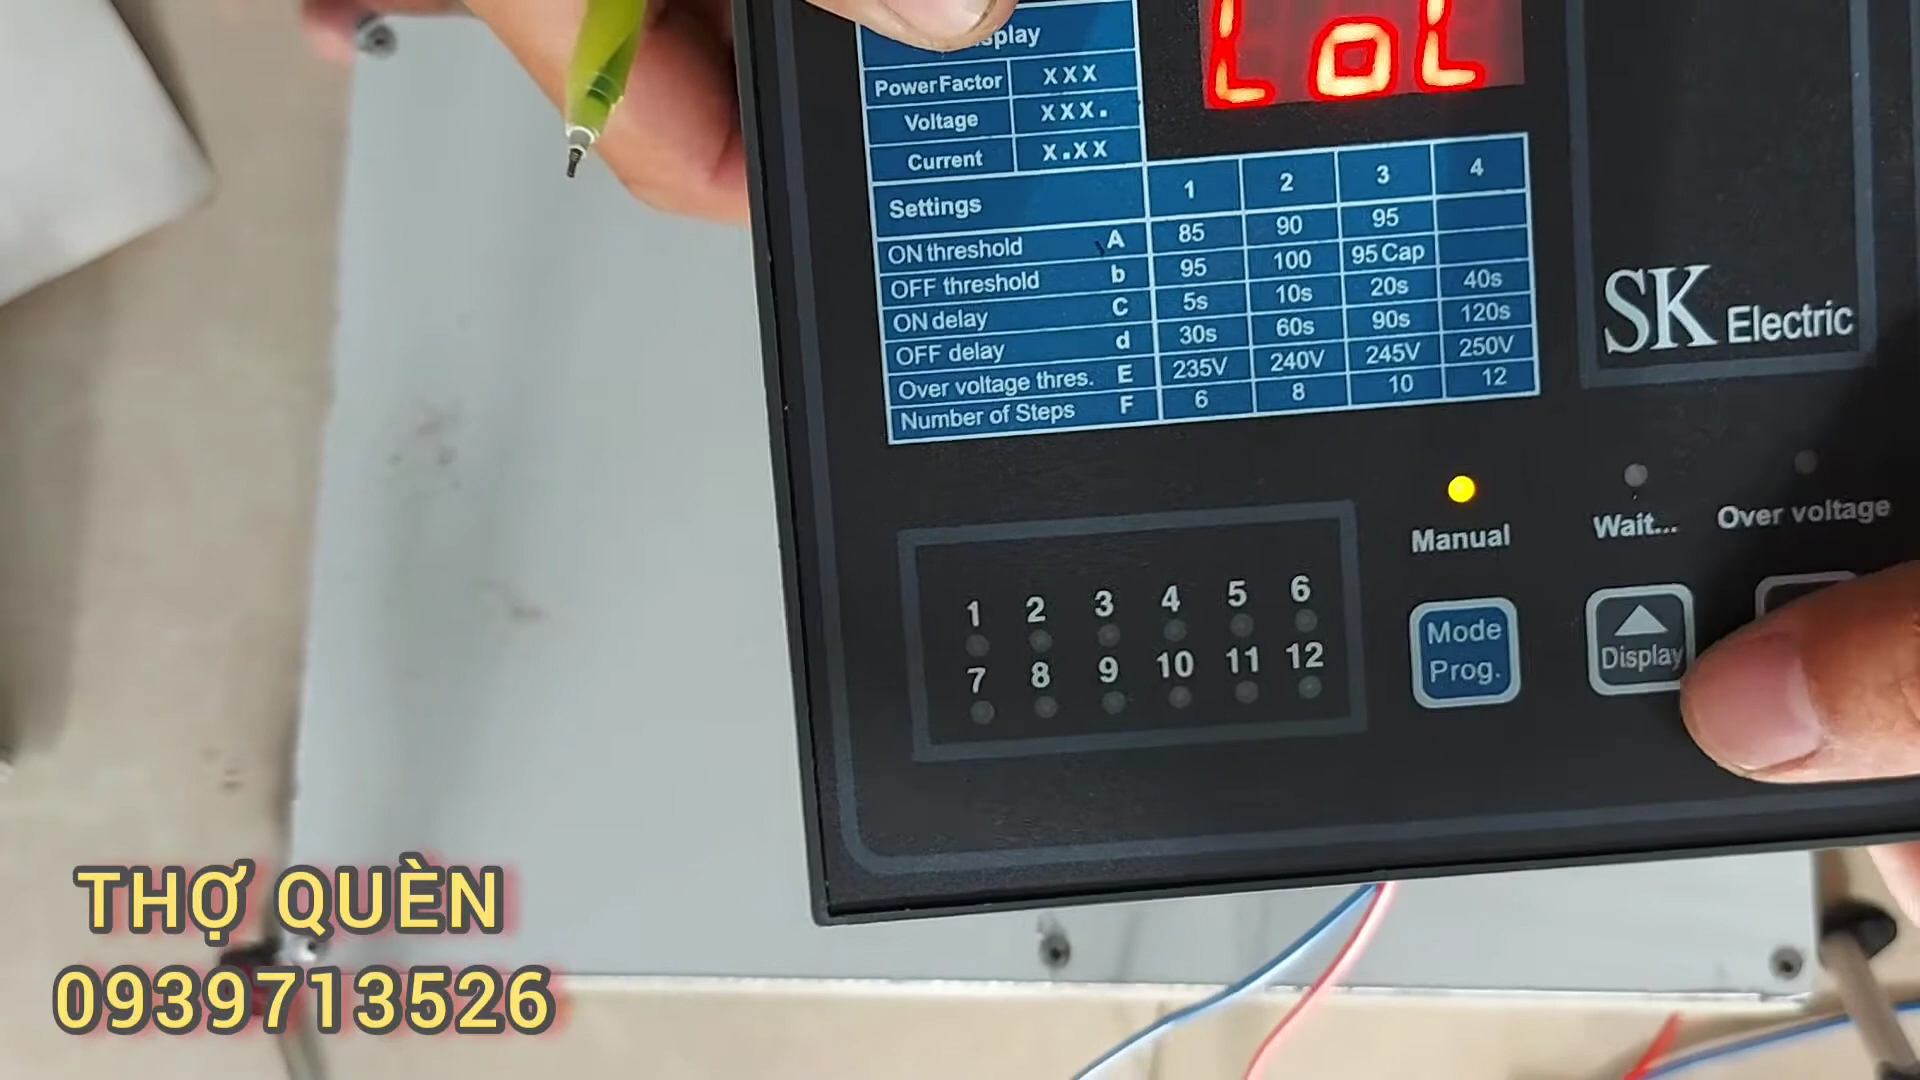 LoL
PowerFactor XXX
Voltage XXX.
Current X.XX
Settings 1 2 3 4
ON threshold A 85 90 95
OFF threshold b 95 100 95 Cap
ON delay C 5s 10s 20s 40s
OFF delay d 30s 60s 90s 120s
Over voltage thres. E 235V 240V 245V 250V
Number of Steps F 6 8 10 12
SK Electric
Manual Wait... Over voltage
1 2 3 4 5 6
7 8 9 10 11 12
Mode
Prog.
Display
THỢ QUÈN
0939713526